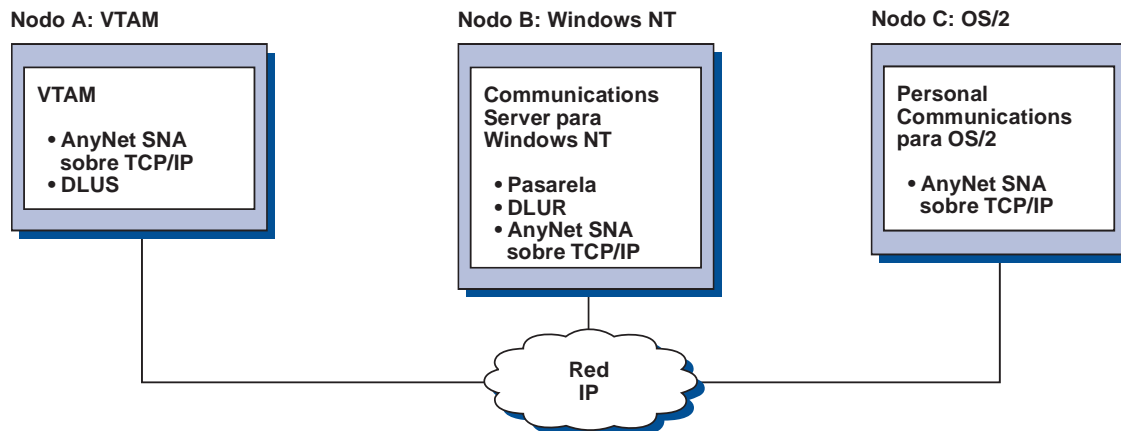 Nodo A: VTAM
VTAM
• AnyNet SNA
sobre TCP/IP
• DLUS
Nodo B: Windows NT
Communications
Server para
Windows NT
• Pasarela
• DLUR
• AnyNet SNA
sobre TCP/IP
Nodo C: OS/2
Personal
Communications
para OS/2
• AnyNet SNA
sobre TCP/IP
Red
IP